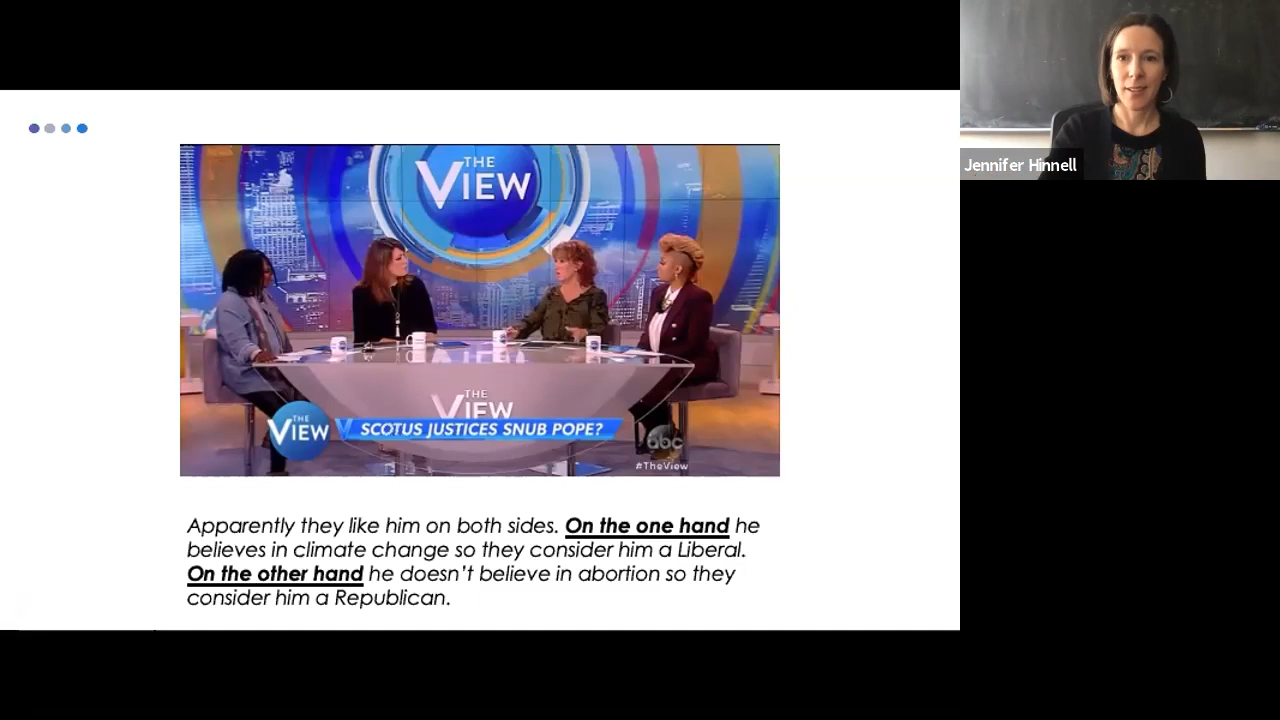 THE
VIEW
THE
VIEW
THE
VIEW
SCOTUS JUSTICES SNUB POPE?
abc
#TheView
Apparently they like him on both sides. On the one hand he
believes in climate change so they consider him a Liberal.
On the other hand he doesn't believe in abortion so they
consider him a Republican.
Jennifer Hinnell